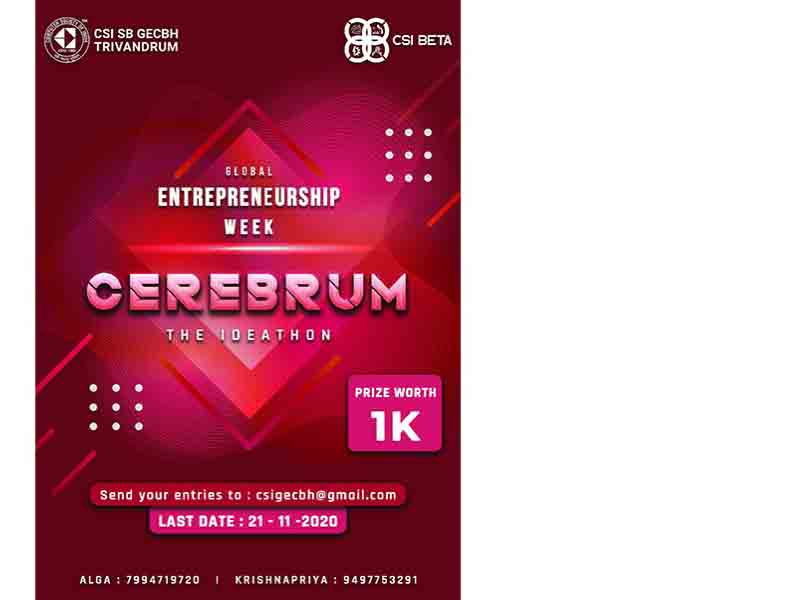 CSI SB GECBH
TRIVANDRUM
CSI BETA
GLOBAL
ENTREPRENEURSHIP
WEEK
CEREBRUM
THE IDEATHON
PRIZE WORTH
1K
Send your entries to : csigecbh@gmail.com
LAST DATE : 21 - 11 -2020
ALGA : 7994719720 | KRISHNAPRIYA : 9497753291